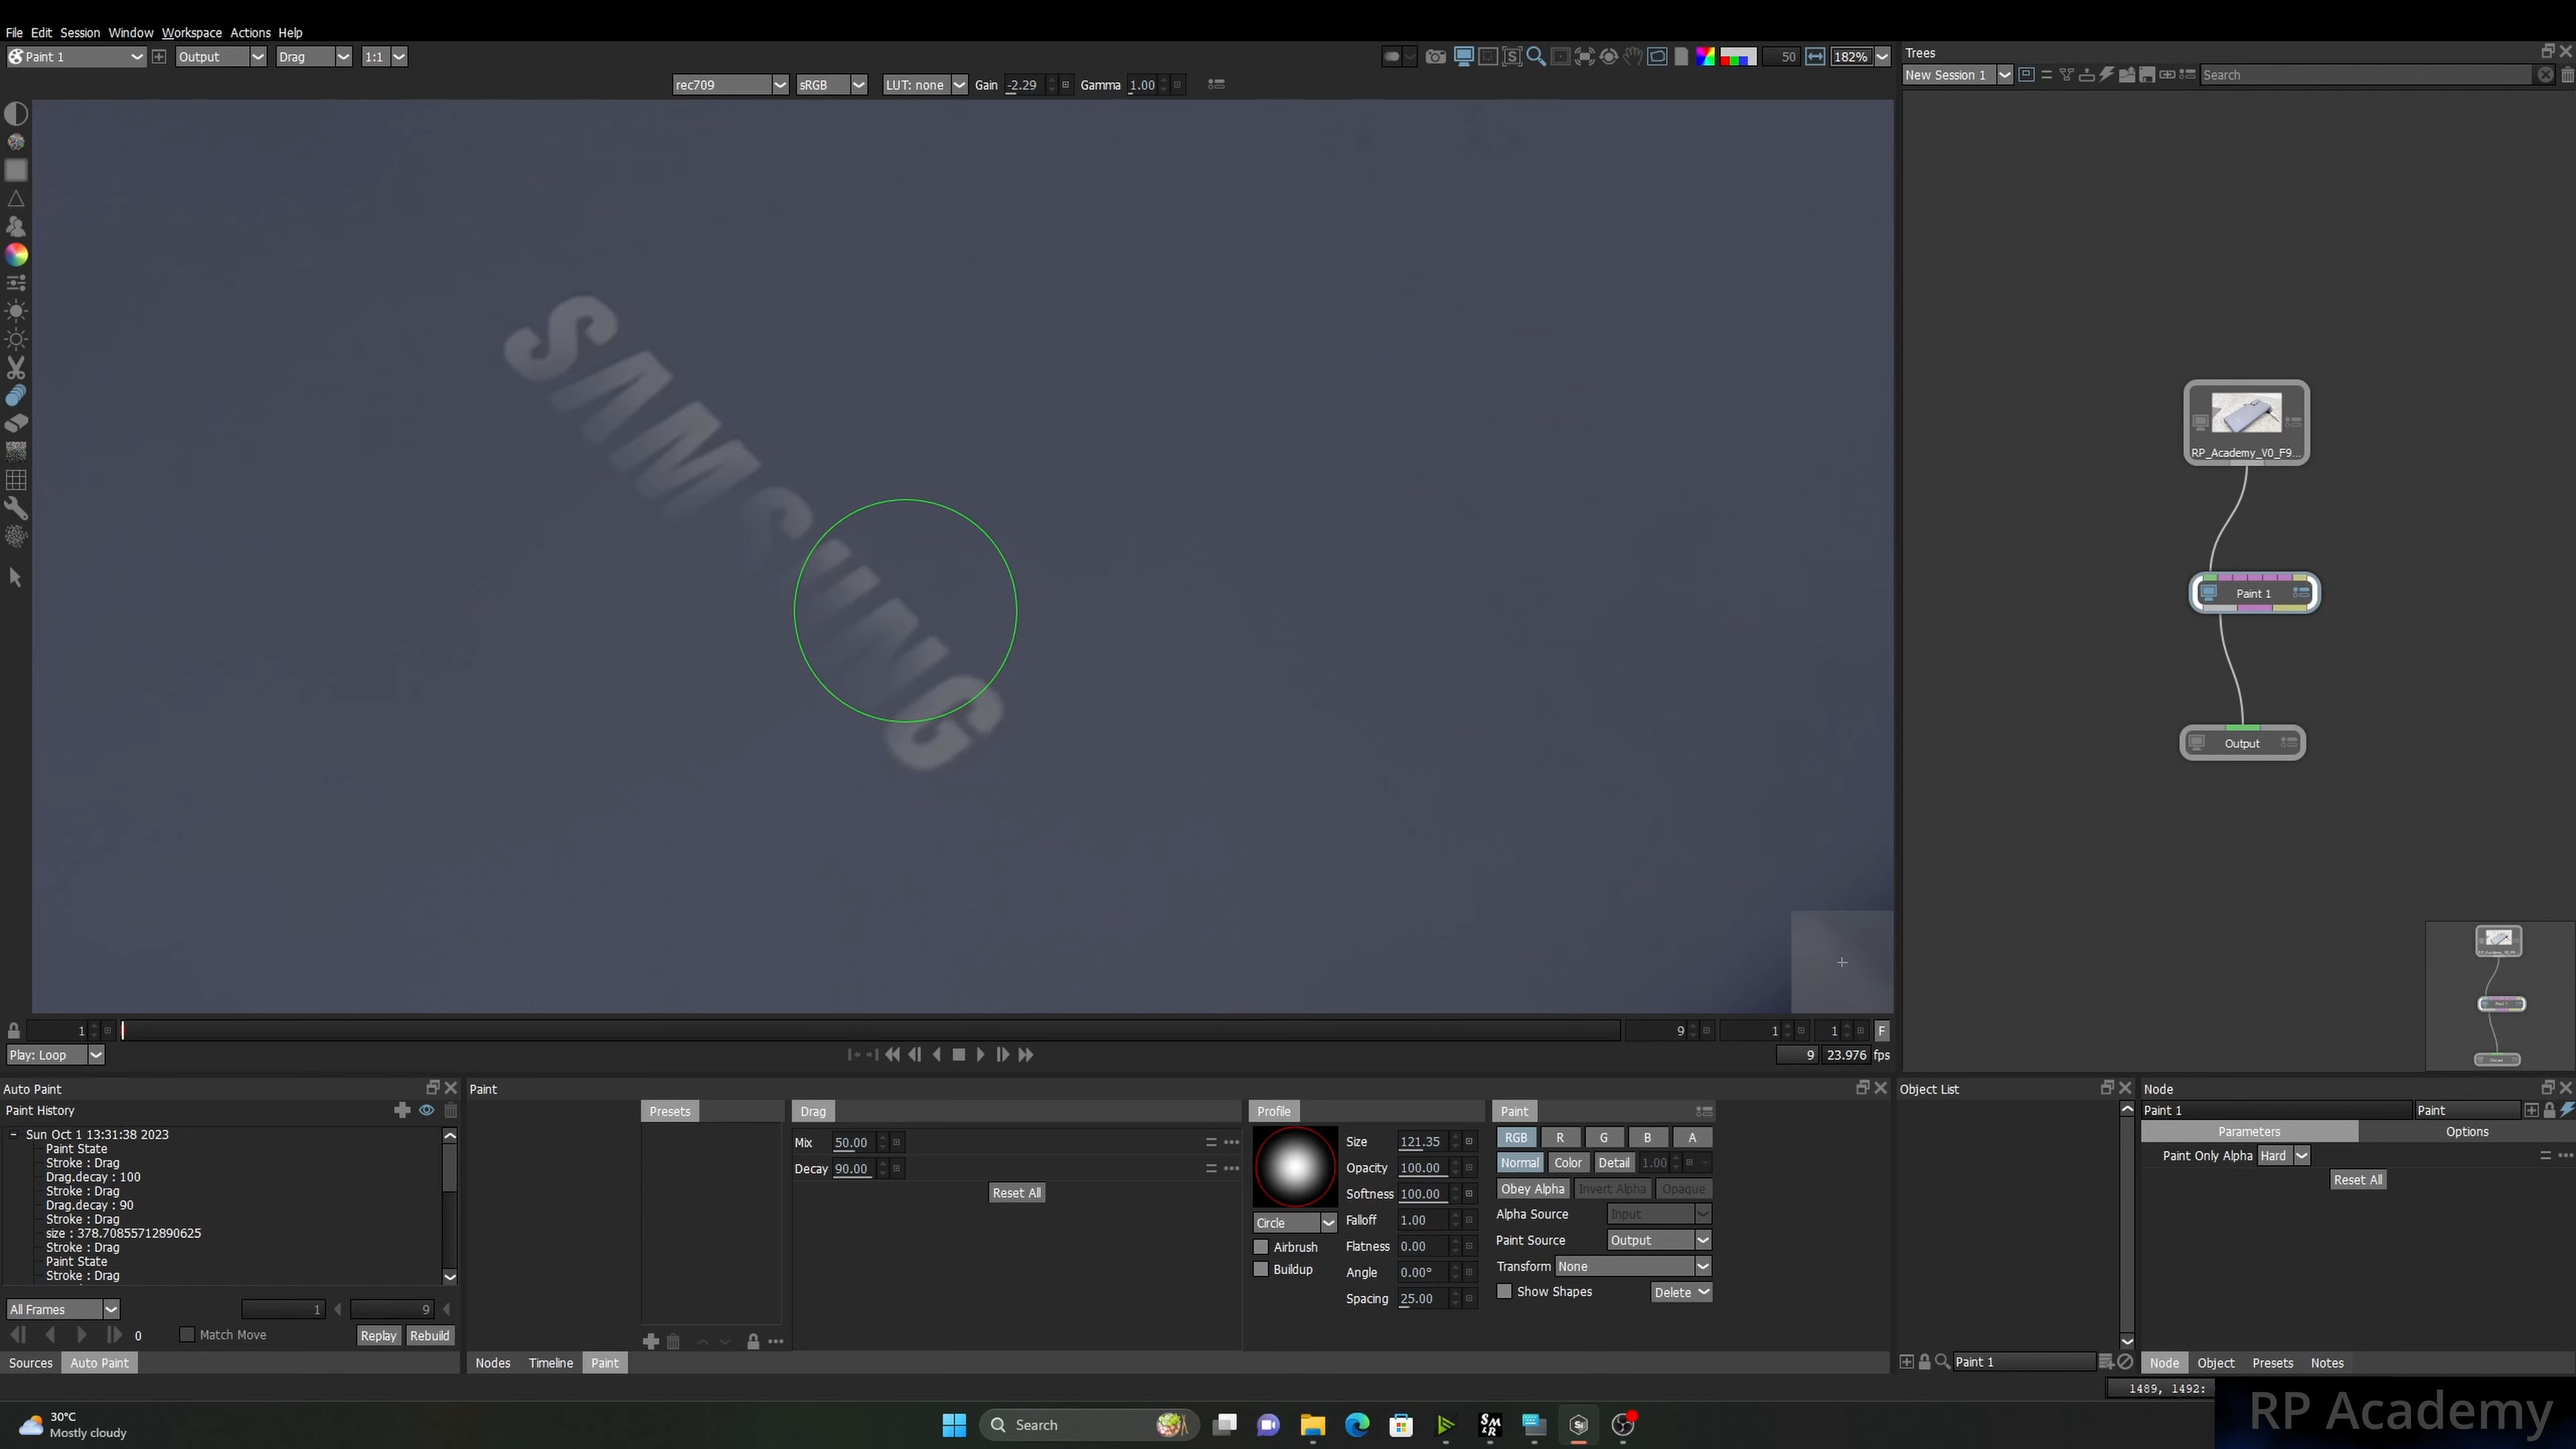 File Edit Session Window Workspace Actions Help
Paint 1 Output Drag 1:1 50 182%
rec709 sRGB LUT: none Gain -2.29 Gamma 1.00
SAMSUNG
1 9 1 1 F
Play: Loop 9 23.976 fps
Trees
New Session 1 Search
RP_Academy_V0_F9...
Paint 1
Output
Auto Paint
Paint History
Sun Oct 1 13:31:38 2023
Paint State
Stroke : Drag
Drag.decay : 100
Stroke : Drag
Drag.decay : 90
Stroke : Drag
size : 378.70855712890625
Stroke : Drag
Paint State
Stroke : Drag
All Frames 1 9
0 Match Move Replay Rebuild
Sources Auto Paint
Paint
Presets
Drag
Mix 50.00
Decay 90.00
Reset All
Profile
Circle
Airbrush
Buildup
Size 121.35
Opacity 100.00
Softness 100.00
Falloff 1.00
Flatness 0.00
Angle 0.00°
Spacing 25.00
Paint
RGB R G B A
Normal Color Detail 1.00
Obey Alpha Invert Alpha Opaque
Alpha Source Input
Paint Source Output
Transform None
Show Shapes Delete
Nodes Timeline Paint
Object List
Paint 1
Node
Paint 1 Paint
Parameters Options
Paint Only Alpha Hard
Reset All
Node Object Presets Notes
1489, 1492:
30°C
Mostly cloudy
Search
RP Academy